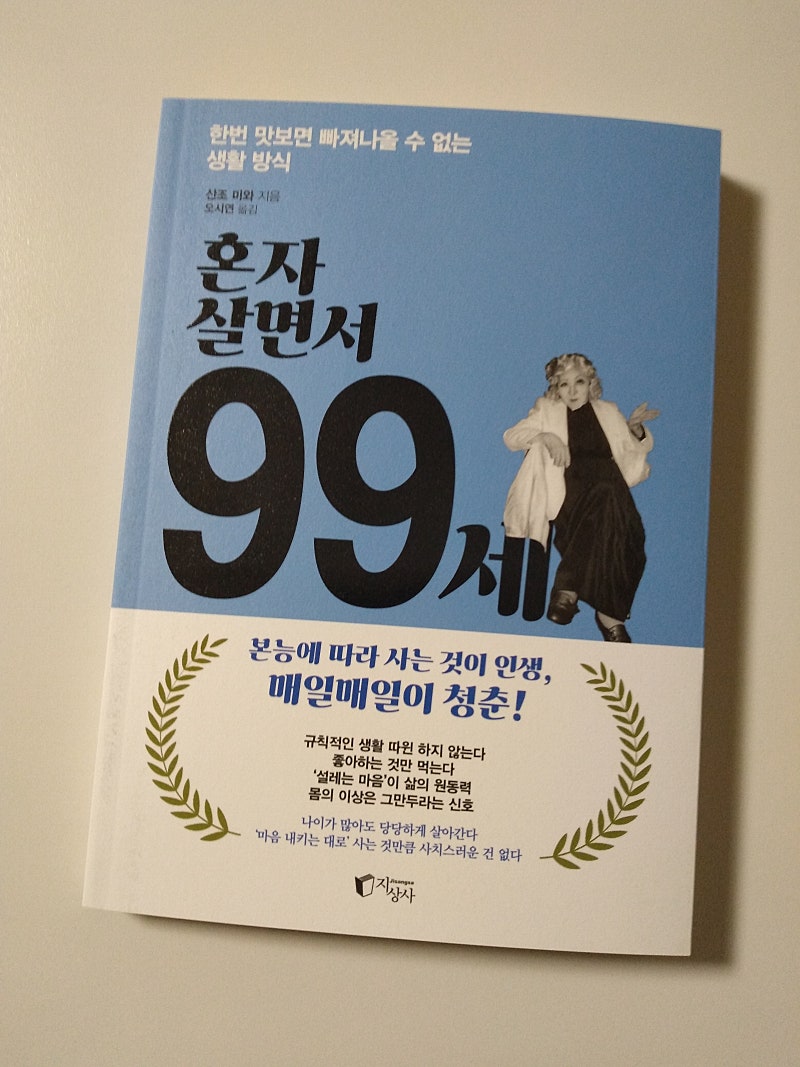 한번 맛보면 빠져나올 수 없는
생활 방식
산조 미와 지음
오시연 옮김
혼자
살면서
99세
본능에 따라 사는 것이 인생,
매일매일이 청춘!
규칙적인 생활 따윈 하지 않는다
좋아하는 것만 먹는다
‘설레는 마음’이 삶의 원동력
몸의 이상은 그만두라는 신호
나이가 많아도 당당하게 살아간다
‘마음 내키는 대로’ 사는 것만큼 사치스러운 건 없다
Jisangsa
지상사